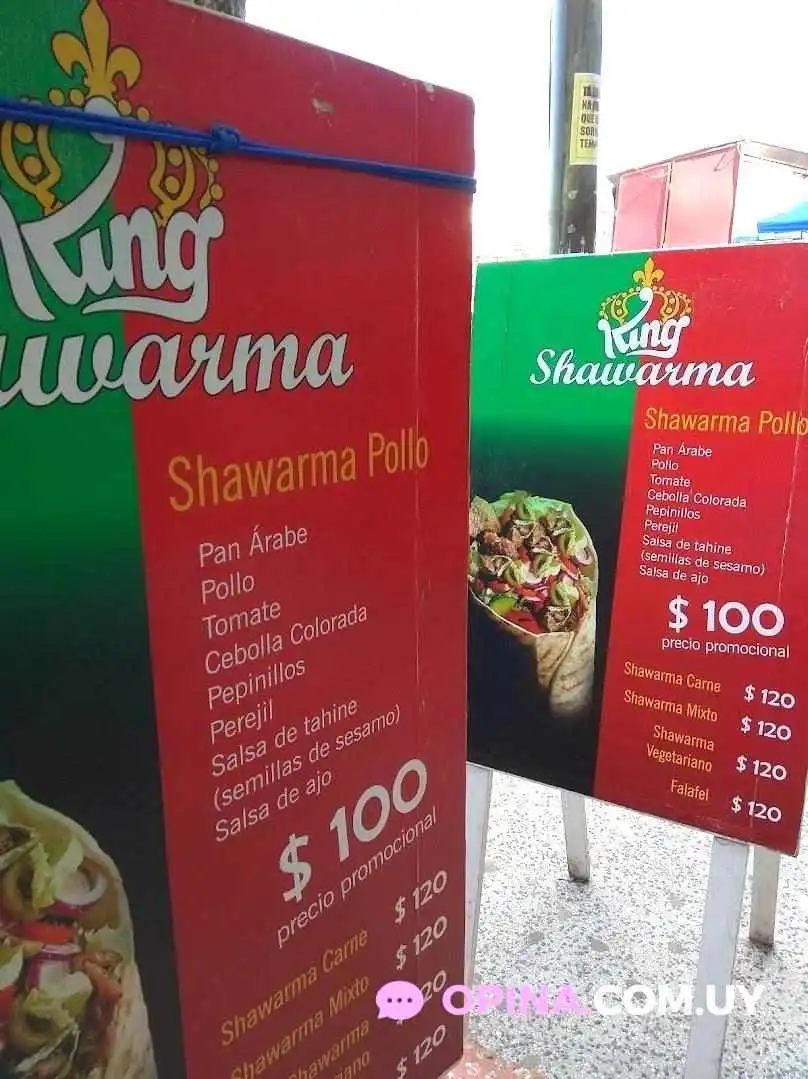 King
Shawarma Pollo
Pan Árabe
Pollo
Tomate
Cebolla Colorada
Pepinillos
Perejil
Salsa de tahine
(semillas de sesamo)
Salsa de ajo
$ 100
precio promocional
Shawarma Carne $ 120
Shawarma Mixto $ 120
$ 120
King
Shawarma
Shawarma Pollo
Pan Árabe
Pollo
Tomate
Cebolla Colorada
Pepinillos
Perejil
Salsa de tahine
(semillas de sesamo)
Salsa de ajo
$ 100
precio promocional
Shawarma Carne $ 120
Shawarma Mixto $ 120
Shawarma
Vegetariano $ 120
Falafel $ 120
QUE
OPINA.COM.UY